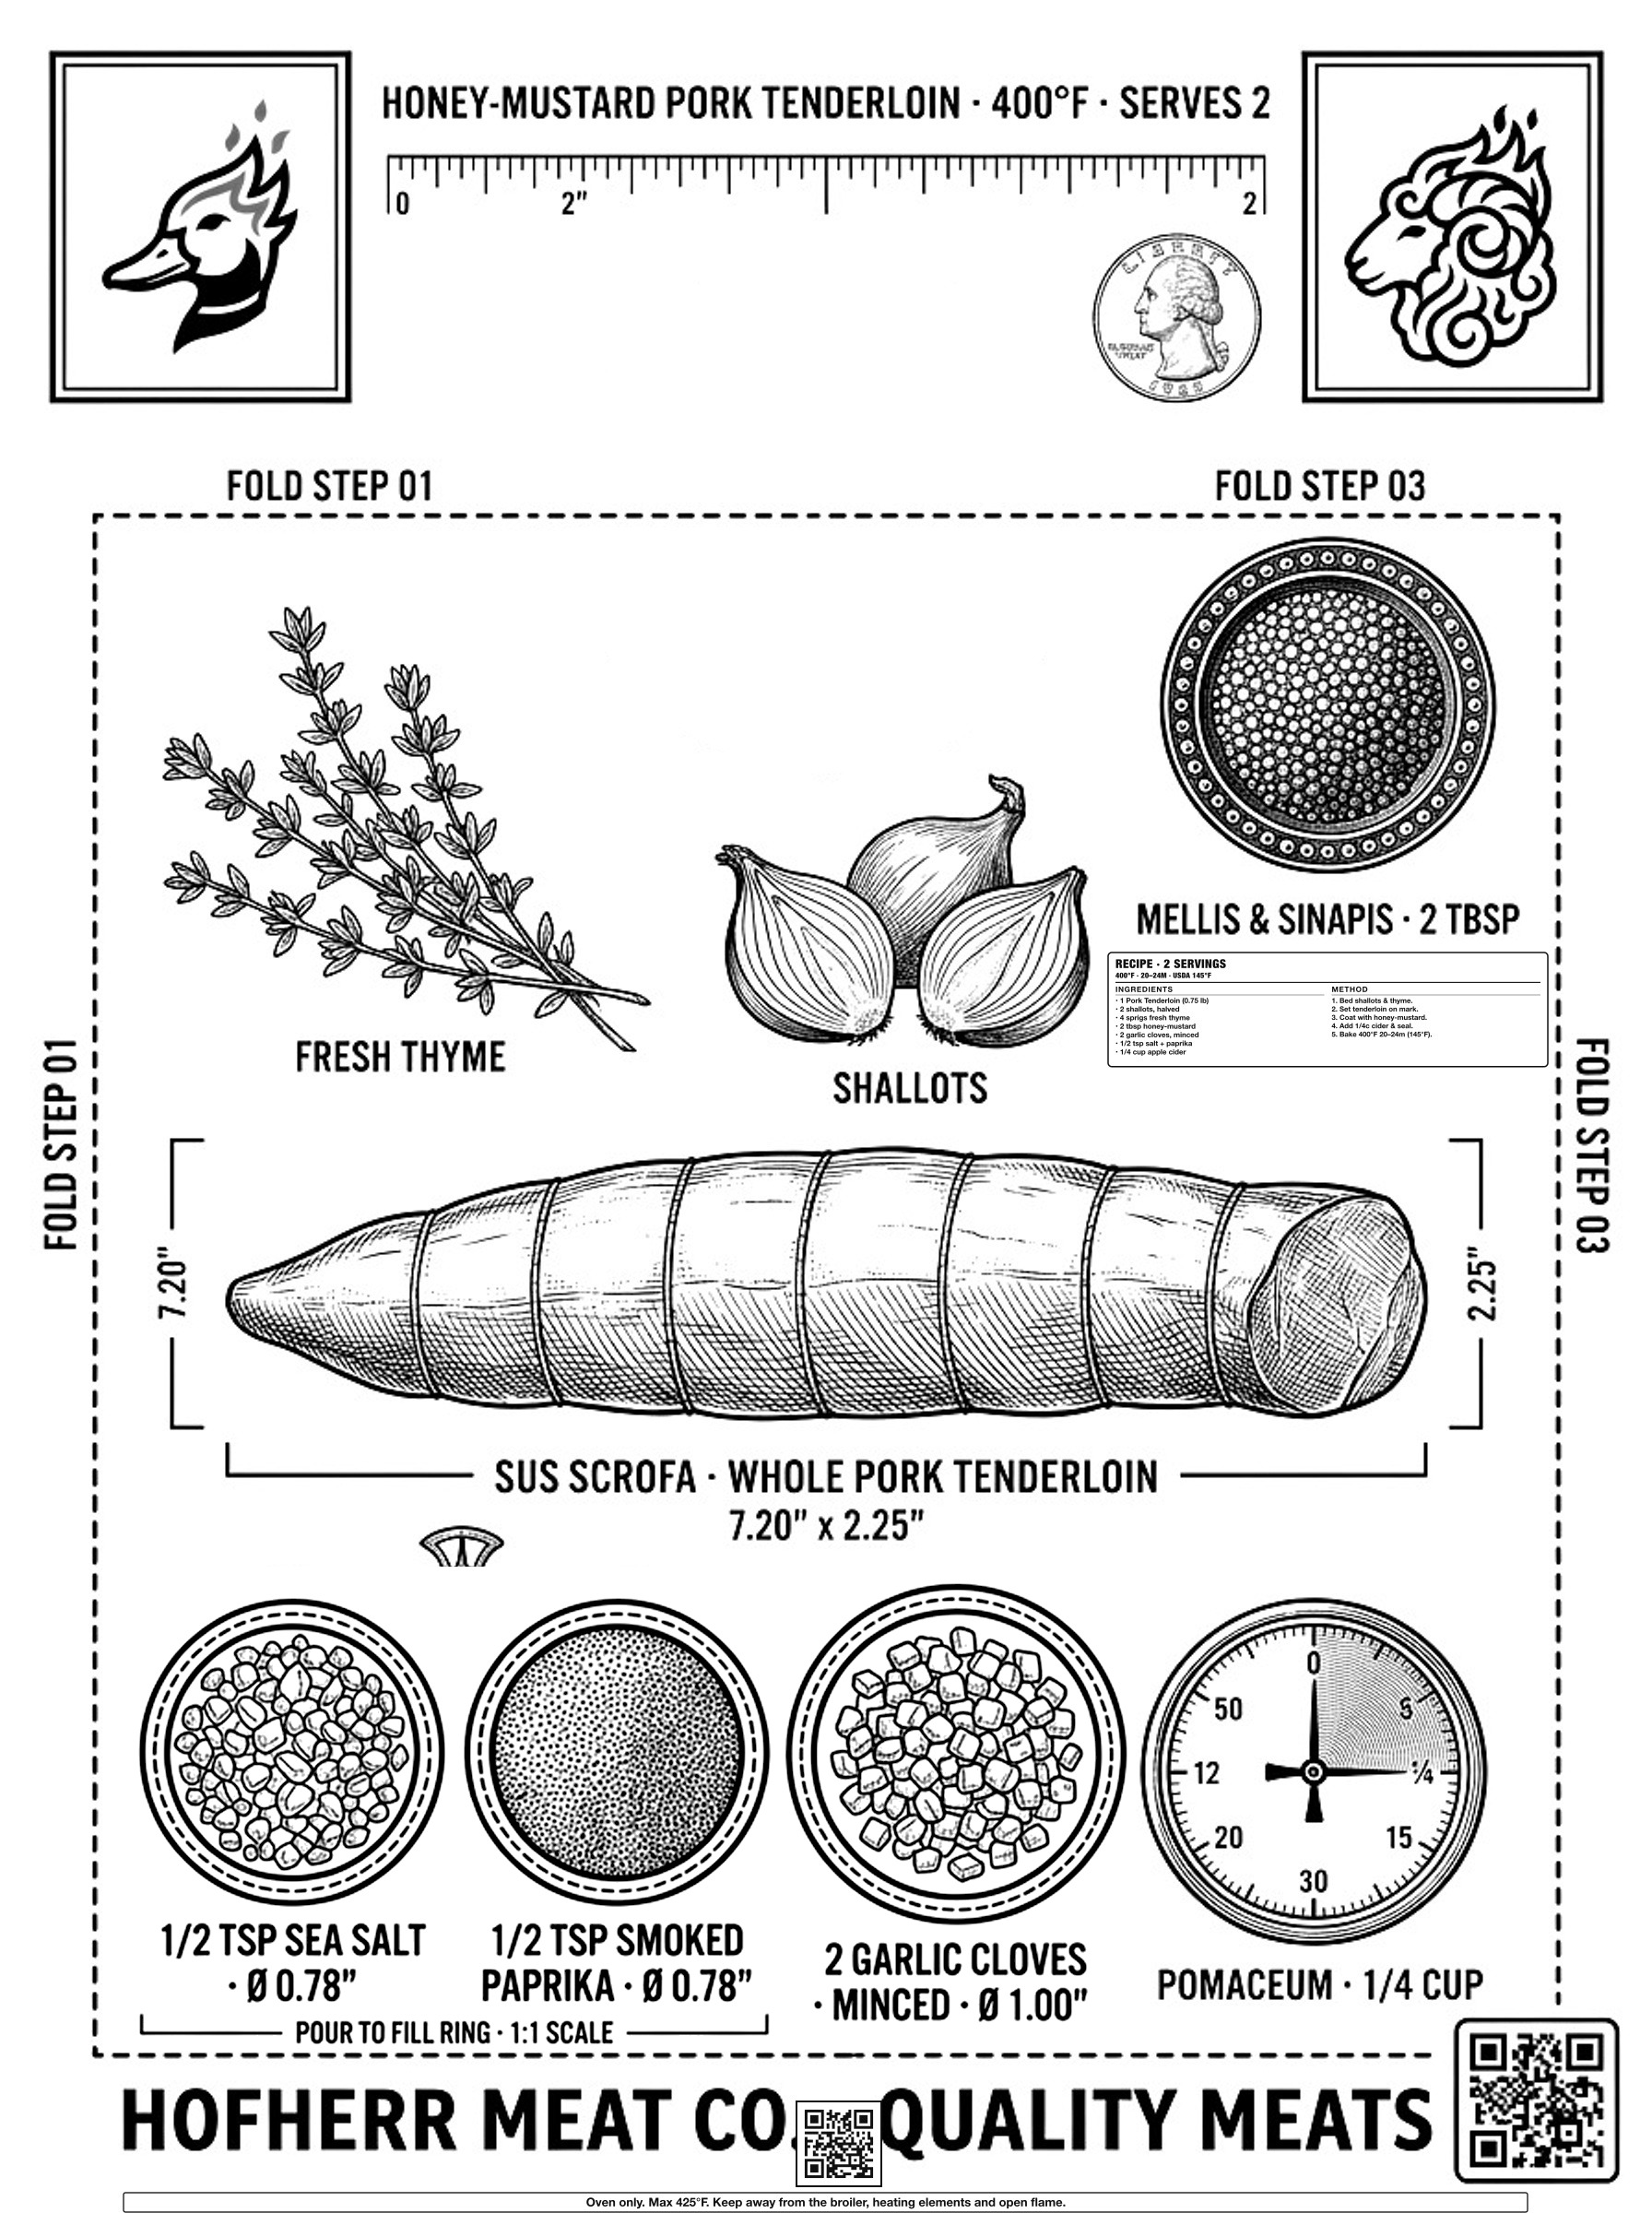 HONEY-MUSTARD PORK TENDERLOIN · 400°F · SERVES 2
0 2" 2
LIBERTY
FOLD STEP 01
FOLD STEP 03
MELLIS & SINAPIS · 2 TBSP
RECIPE · 2 SERVINGS
400°F · 20–24M · USDA 145°F
INGREDIENTS
· 1 Pork Tenderloin (0.75 lb)
· 2 shallots, halved
· 4 sprigs fresh thyme
· 2 tbsp honey-mustard
· 2 garlic cloves, minced
· 1/2 tsp salt + paprika
· 1/4 cup apple cider
METHOD
1. Bed shallots & thyme.
2. Set tenderloin on mark.
3. Coat with honey-mustard.
4. Add 1/4c cider & seal.
5. Bake 400°F 20–24m (145°F).
FRESH THYME
SHALLOTS
FOLD STEP 01
FOLD STEP 03
7.20"
2.25"
SUS SCROFA · WHOLE PORK TENDERLOIN
7.20" x 2.25"
0
50 5
12 1/4
20 15
30
1/2 TSP SEA SALT
· Ø 0.78"
1/2 TSP SMOKED
PAPRIKA · Ø 0.78"
2 GARLIC CLOVES
· MINCED · Ø 1.00"
POMACEUM · 1/4 CUP
POUR TO FILL RING · 1:1 SCALE
HOFHERR MEAT CO. QUALITY MEATS
Oven only. Max 425°F. Keep away from the broiler, heating elements and open flame.